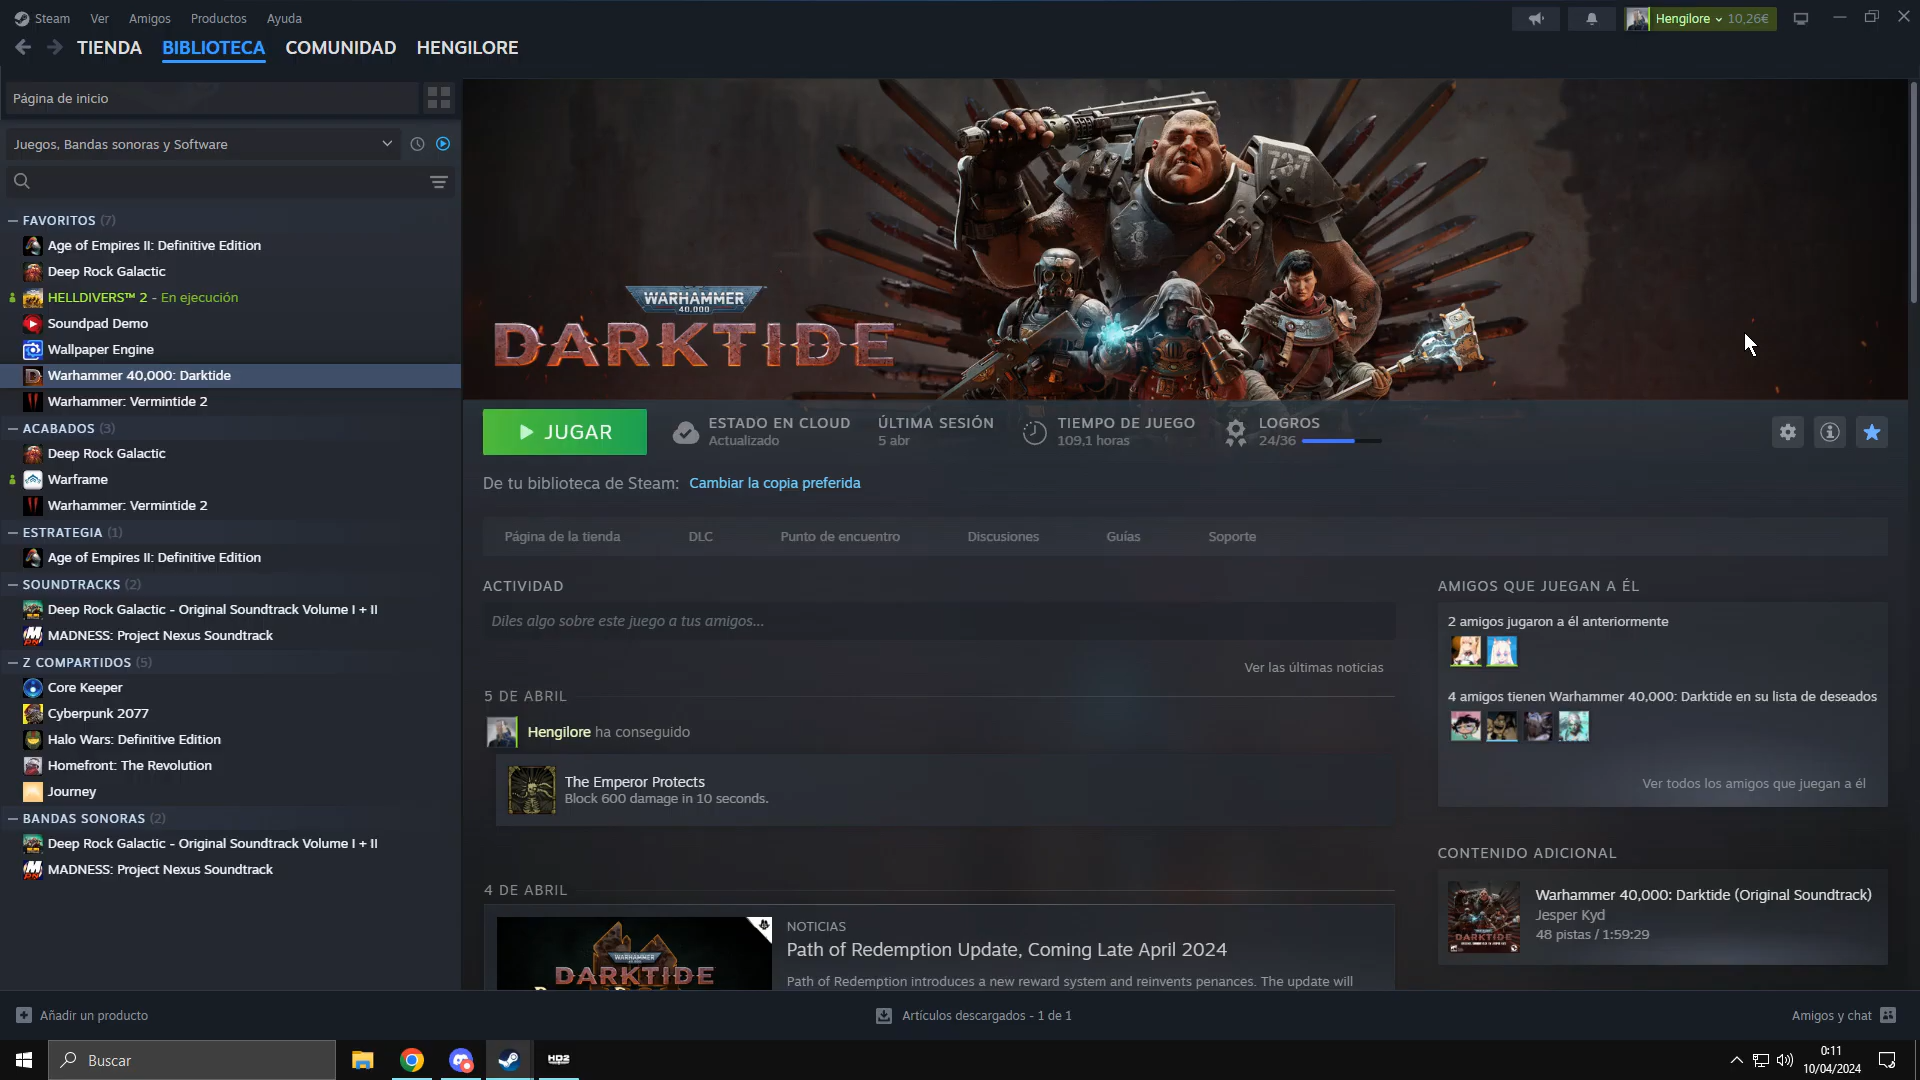 Steam Ver Amigos Productos Ayuda
Hengilore 10,26€
TIENDA BIBLIOTECA COMUNIDAD HENGILORE
Página de inicio
Juegos, Bandas sonoras y Software
— FAVORITOS (7)
Age of Empires II: Definitive Edition
Deep Rock Galactic
HELLDIVERS™ 2 - En ejecución
Soundpad Demo
Wallpaper Engine
Warhammer 40,000: Darktide
Warhammer: Vermintide 2
— ACABADOS (3)
Deep Rock Galactic
Warframe
Warhammer: Vermintide 2
— ESTRATEGIA (1)
Age of Empires II: Definitive Edition
— SOUNDTRACKS (2)
Deep Rock Galactic - Original Soundtrack Volume I + II
MADNESS: Project Nexus Soundtrack
— Z COMPARTIDOS (5)
Core Keeper
Cyberpunk 2077
Halo Wars: Definitive Edition
Homefront: The Revolution
Journey
— BANDAS SONORAS (2)
Deep Rock Galactic - Original Soundtrack Volume I + II
MADNESS: Project Nexus Soundtrack
WARHAMMER
40,000
DARKTIDE
JUGAR
ESTADO EN CLOUD
Actualizado
ÚLTIMA SESIÓN
5 abr
TIEMPO DE JUEGO
109,1 horas
LOGROS
24/36
De tu biblioteca de Steam: Cambiar la copia preferida
Página de la tienda DLC Punto de encuentro Discusiones Guías Soporte
ACTIVIDAD
Diles algo sobre este juego a tus amigos...
Ver las últimas noticias
5 DE ABRIL
Hengilore ha conseguido
The Emperor Protects
Block 600 damage in 10 seconds.
4 DE ABRIL
WARHAMMER
DARKTIDE
NOTICIAS
Path of Redemption Update, Coming Late April 2024
Path of Redemption introduces a new reward system and reinvents penances. The update will
AMIGOS QUE JUEGAN A ÉL
2 amigos jugaron a él anteriormente
4 amigos tienen Warhammer 40,000: Darktide en su lista de deseados
Ver todos los amigos que juegan a él
CONTENIDO ADICIONAL
DARKTIDE
Warhammer 40,000: Darktide (Original Soundtrack)
Jesper Kyd
48 pistas / 1:59:29
Añadir un producto
Artículos descargados - 1 de 1
Amigos y chat
Buscar
HD2
0:11
10/04/2024